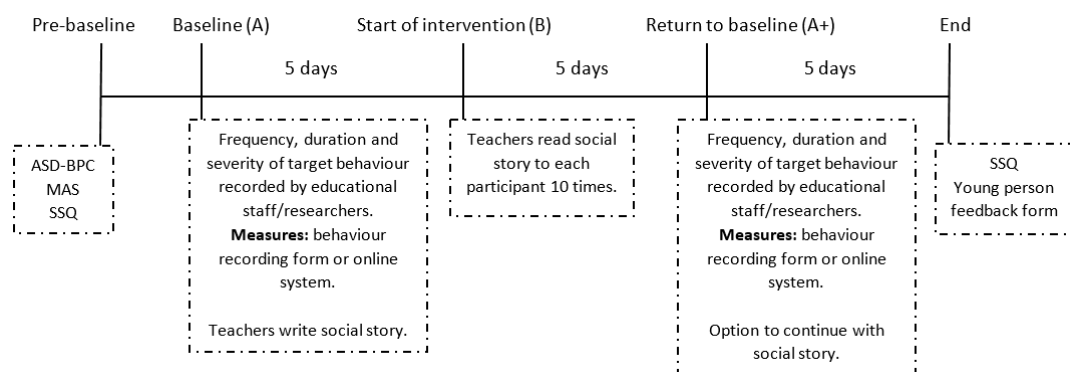 Pre-baseline
Baseline (A)
Start of intervention (B)
Return to baseline (A+)
End
5 days
5 days
5 days
ASD-BPC
MAS
SSQ
Frequency, duration and
severity of target behaviour
recorded by educational
staff/researchers.
Measures: behaviour
recording form or online
system.
Teachers write social story.
Teachers read social
story to each
participant 10 times.
Frequency, duration and
severity of target behaviour
recorded by educational
staff/researchers.
Measures: behaviour
recording form or online
system.
Option to continue with
social story.
SSQ
Young person
feedback form